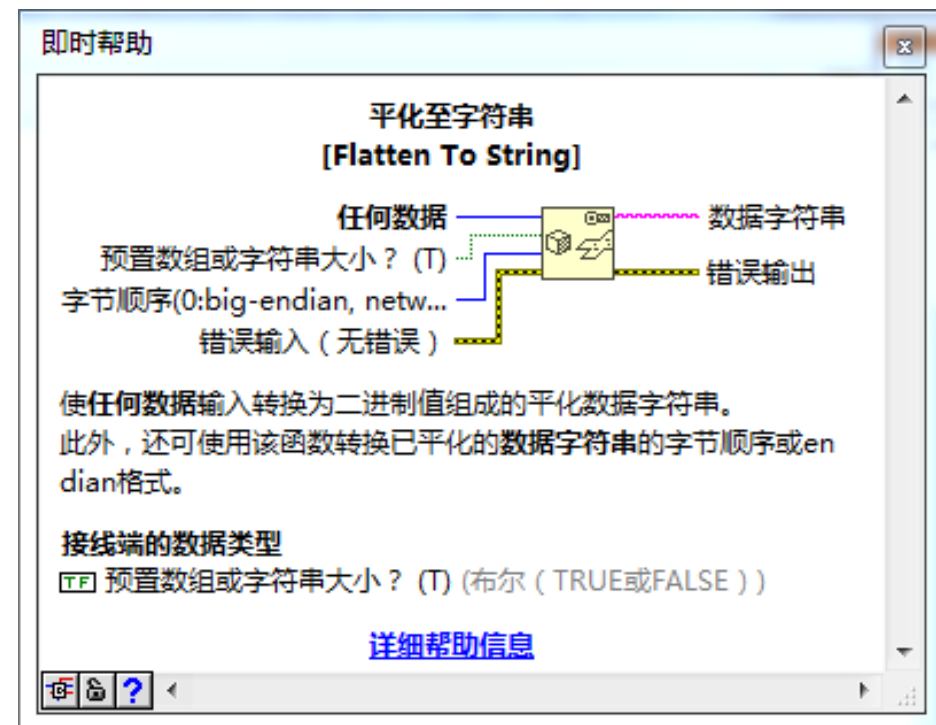 即时帮助
平化至字符串
[Flatten To String]
任何数据
数据字符串
预置数组或字符串大小？ (T)
错误输出
字节顺序(0:big-endian, netw...
错误输入（无错误）
使任何数据输入转换为二进制值组成的平化数据字符串。
此外，还可使用该函数转换已平化的数据字符串的字节顺序或en
dian格式。
接线端的数据类型
TF 预置数组或字符串大小？ (T) (布尔（TRUE或FALSE）)
详细帮助信息
?